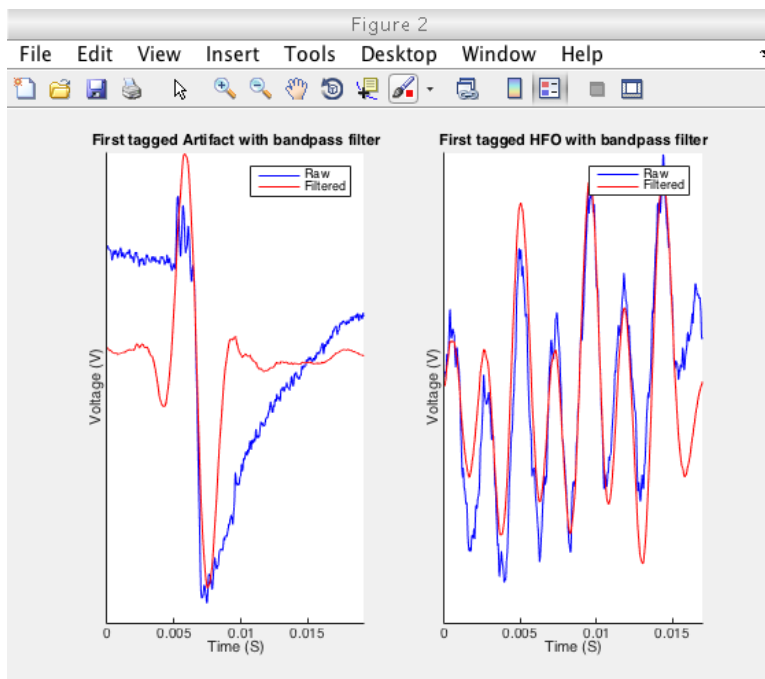 Figure 2
File Edit View Insert Tools Desktop Window Help
First tagged Artifact with bandpass filter
Raw
Filtered
Voltage (V)
0 0.005 0.01 0.015
Time (S)
First tagged HFO with bandpass filter
Raw
Filtered
Voltage (V)
0 0.005 0.01 0.015
Time (S)